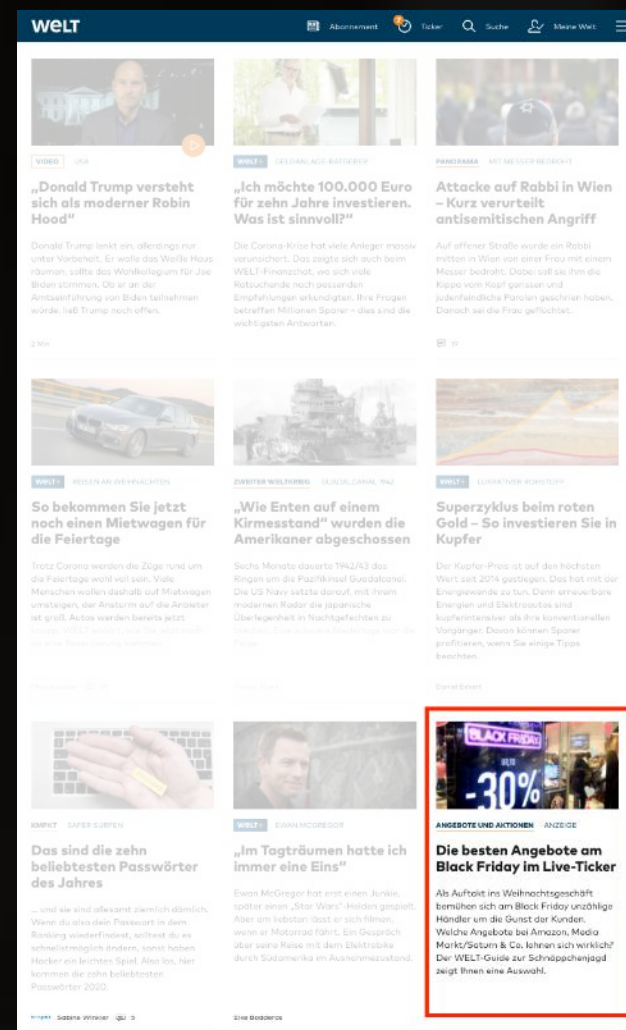 WELT
Abonnement
2
Ticker
Suche
Meine Welt
VIDEO USA
„Donald Trump versteht
sich als moderner Robin
Hood“
Donald Trump lenkt ein, allerdings nur
unter Vorbehalt. Er wolle das Weiße Haus
räumen, sollte das Wahlkollegium für Joe
Biden stimmen. Ob er an der
Amtseinführung von Biden teilnehmen
würde, ließ Trump noch offen.
2 Min
WELT+ GELDANLAGE-RATGEBER
„Ich möchte 100.000 Euro
für zehn Jahre investieren.
Was ist sinnvoll?“
Die Corona-Krise hat viele Anleger massiv
verunsichert. Das zeigte sich auch beim
WELT-Finanzchat, wo sich viele
Ratsuchende nach passenden
Empfehlungen erkundigten. Ihre Fragen
betreffen Millionen Sparer – dies sind die
wichtigsten Antworten.
PANORAMA MIT MESSER BEDROHT
Attacke auf Rabbi in Wien
– Kurz verurteilt
antisemitischen Angriff
Auf offener Straße wurde ein Rabbi
mitten in Wien von einer Frau mit einem
Messer bedroht. Dabei soll sie ihm die
Kippa vom Kopf gerissen und
judenfeindliche Parolen geschrien haben.
Danach sei die Frau geflüchtet.
WELT+ REISEN AN WEIHNACHTEN
So bekommen Sie jetzt
noch einen Mietwagen für
die Feiertage
Trotz Corona werden die Züge rund um
die Feiertage wohl voll sein. Viele
Menschen wollen deshalb auf Mietwagen
umsteigen, der Ansturm auf die Anbieter
ist groß, Autos werden bereits jetzt
ZWEITER WELTKRIEG GUADALCANAL 1942
„Wie Enten auf einem
Kirmesstand“ wurden die
Amerikaner abgeschossen
Sechs Monate dauerte 1942/43 das
Ringen um die Pazifikinsel Guadalcanal.
Die US Navy setzte darauf, mit ihrem
modernen Radar die japanische
Überlegenheit in Nachtgefechten zu
WELT+ LUKRATIVER ROHSTOFF
Superzyklus beim roten
Gold – So investieren Sie in
Kupfer
Der Kupfer-Preis ist auf den höchsten
Wert seit 2014 gestiegen. Das hat mit der
Energiewende zu tun. Denn erneuerbare
Energien und Elektroautos sind
kupferintensiver als ihre konventionellen
Vorgänger. Davon können Sparer
profitieren, wenn Sie einige Tipps
beachten.
Daniel Eckert
KMPKT SAFER SURFEN
Das sind die zehn
beliebtesten Passwörter
des Jahres
... und sie sind allesamt ziemlich dämlich.
Wenn du also dein Passwort in dem
Ranking wiederfindest, solltest du es
schnellstmöglich ändern, sonst haben
Hacker ein leichtes Spiel. Also los, hier
kommen die zehn beliebtesten
Passwörter 2020.
Sabine Winkler
WELT+ EWAN MCGREGOR
„Im Tagträumen hatte ich
immer eine Eins“
Ewan McGregor hat erst einen Junkie,
später einen „Star Wars“-Helden gespielt.
Aber am liebsten lässt er sich filmen,
wenn er Motorrad fährt. Ein Gespräch
über seine Reise mit dem Elektrobike
durch Südamerika im Ausnahmezustand.
Elke Bodderas
BLACK FRIDAY
-30%
ANGEBOTE UND AKTIONEN ANZEIGE
Die besten Angebote am
Black Friday im Live-Ticker
Als Auftakt ins Weihnachtsgeschäft
bemühen sich am Black Friday unzählige
Händler um die Gunst der Kunden.
Welche Angebote bei Amazon, Media
Markt/Saturn & Co. lohnen sich wirklich?
Der WELT-Guide zur Schnäppchenjagd
zeigt Ihnen eine Auswahl.